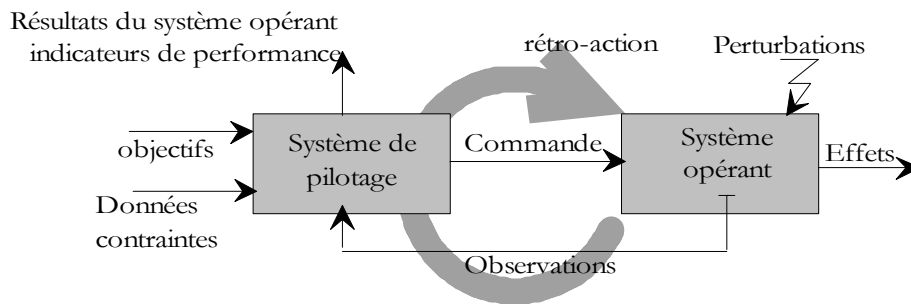 Résultats du système opérant
indicateurs de performance
rétro-action
Perturbations
objectifs
Système de
pilotage
Commande
Système
opérant
Effets
Données
contraintes
Observations